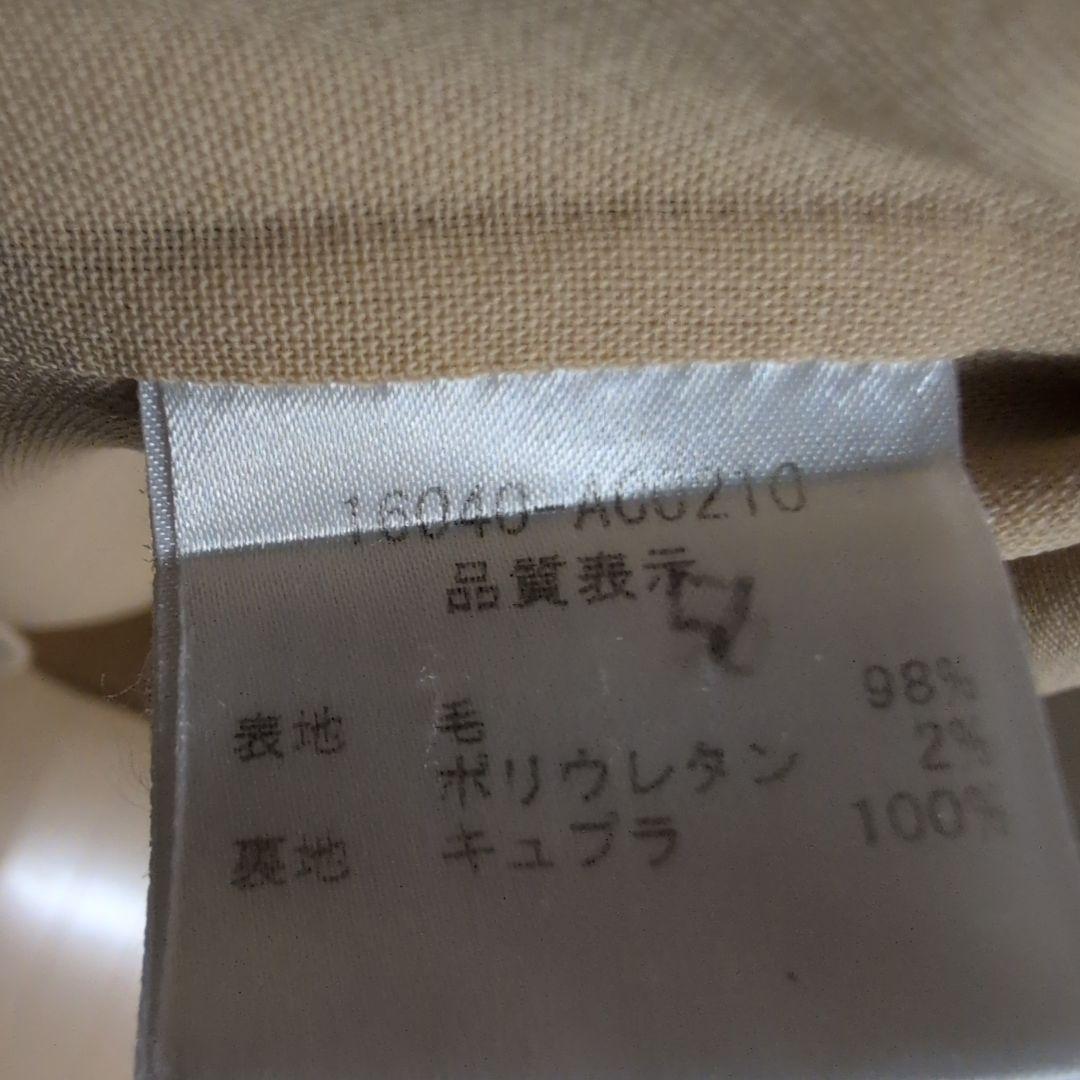 16040-AC0210
品質表示
表地 毛 98%
ポリウレタン 2%
裏地 キュプラ 100%